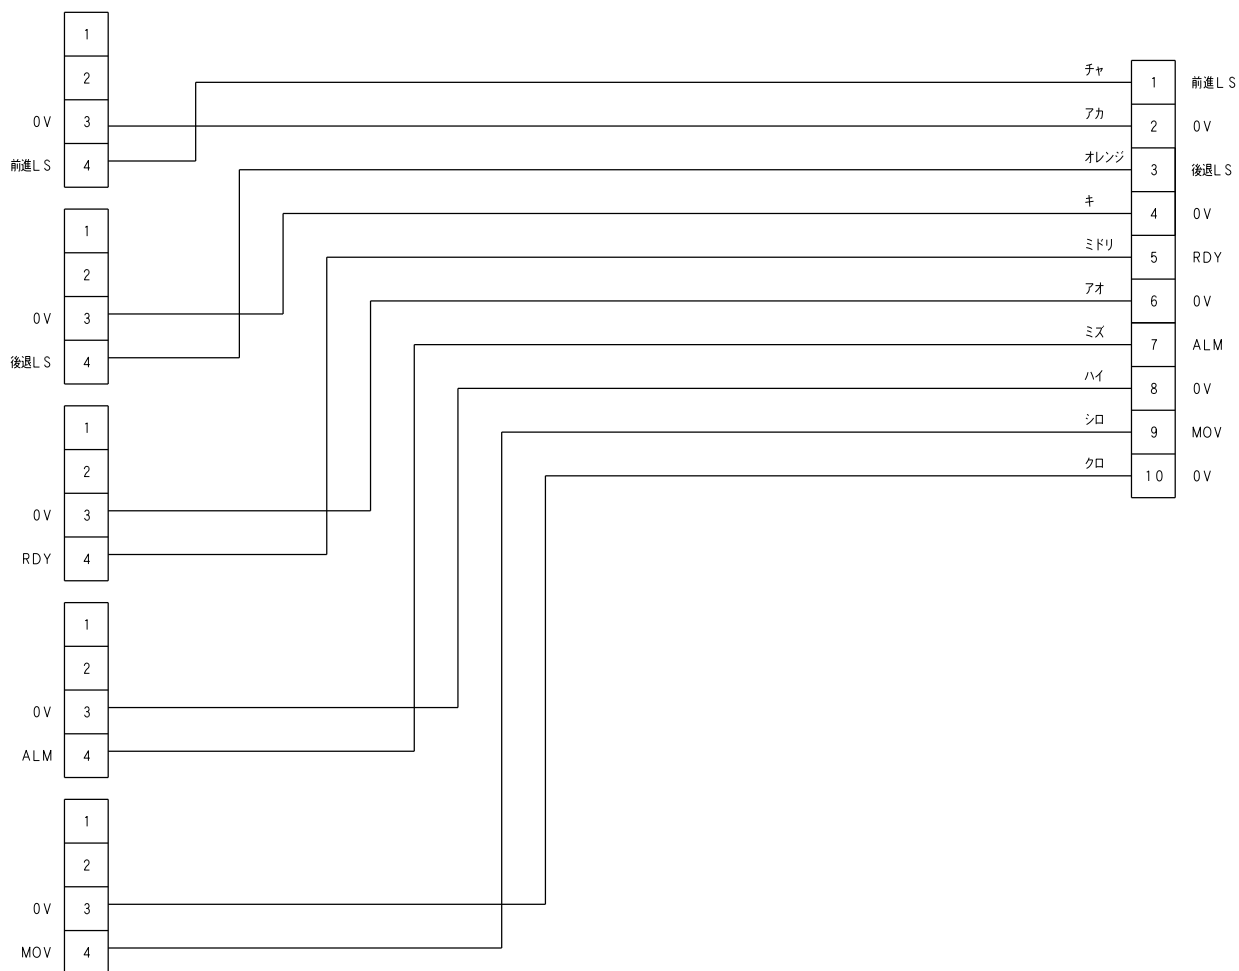 1
2
0V 3
前進LS 4
1
2
0V 3
後退LS 4
1
2
0V 3
RDY 4
1
2
0V 3
ALM 4
1
2
0V 3
MOV 4
チャ
1 前進LS
アカ
2 0V
オレンジ
3 後退LS
キ
4 0V
ミドリ
5 RDY
アオ
6 0V
ミズ
7 ALM
ハイ
8 0V
シロ
9 MOV
クロ
10 0V